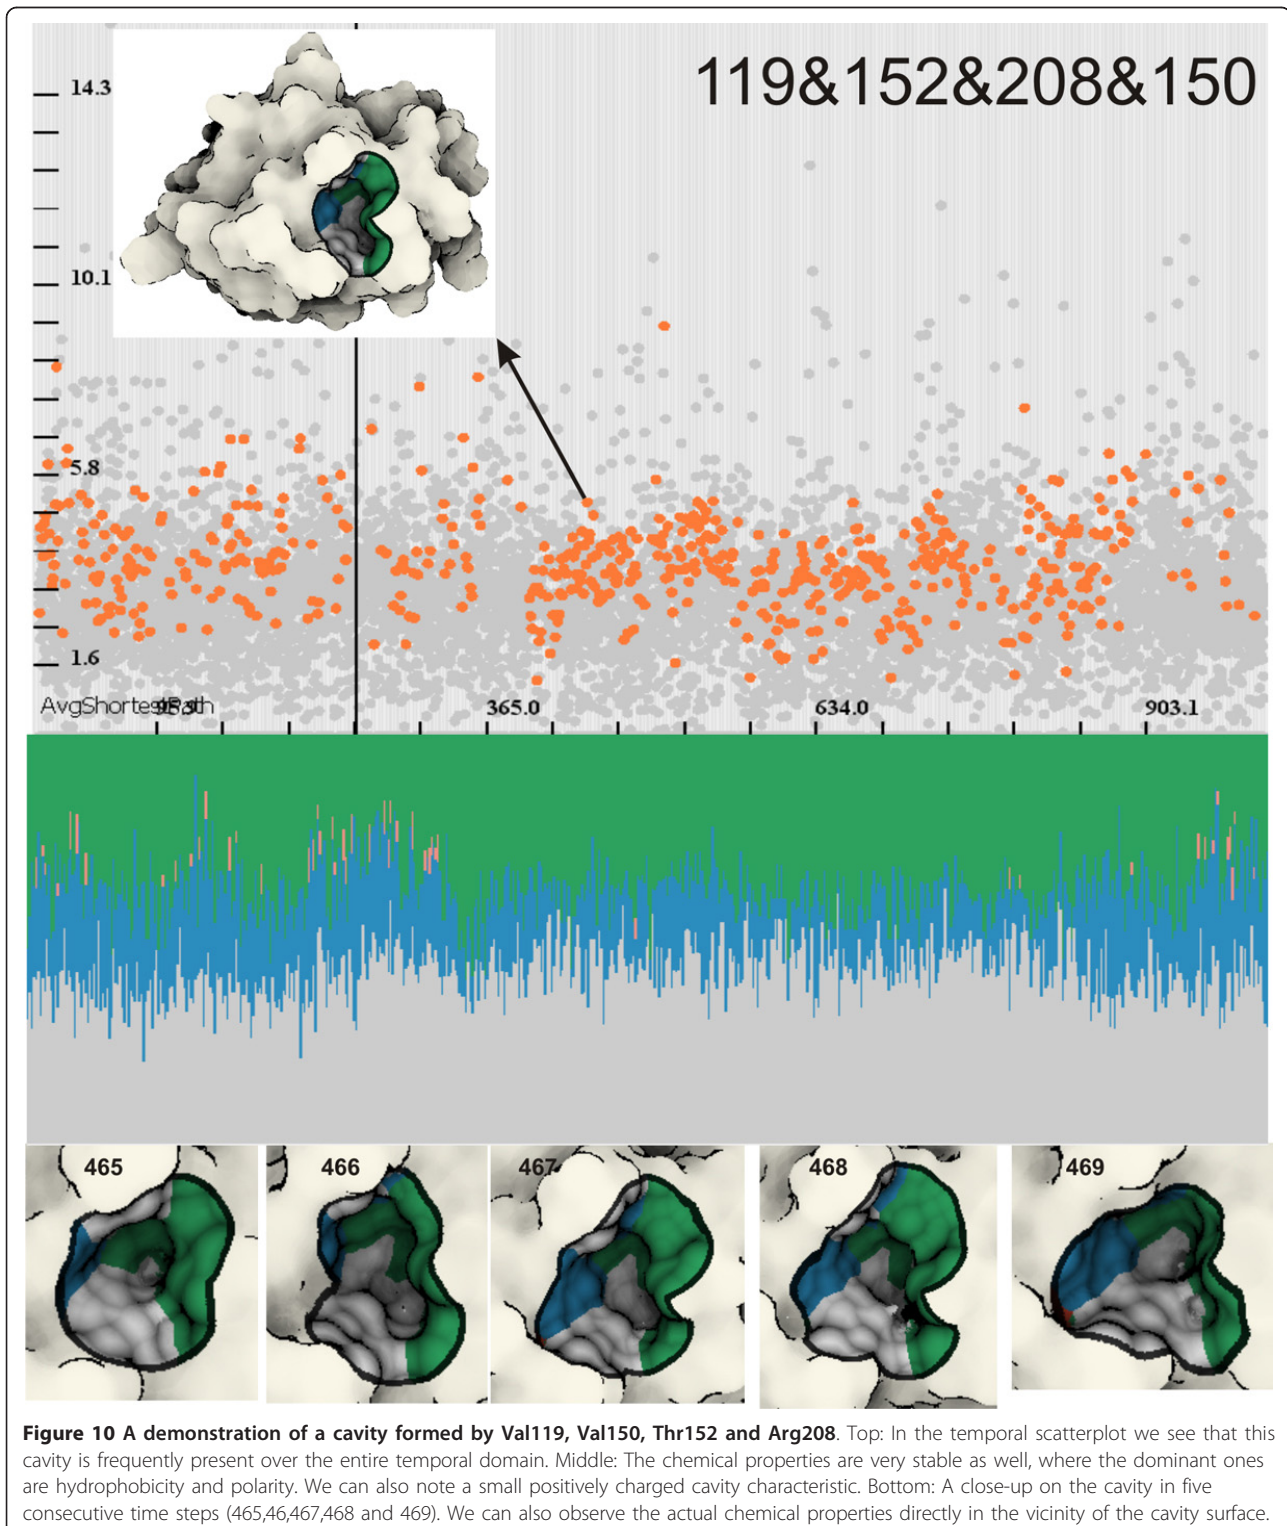 119&152&208&150
14.3
10.1
5.8
1.6
AvgShortestPath
365.0
634.0
903.1
465
466
467
468
469
Figure 10 A demonstration of a cavity formed by Val119, Val150, Thr152 and Arg208. Top: In the temporal scatterplot we see that this
cavity is frequently present over the entire temporal domain. Middle: The chemical properties are very stable as well, where the dominant ones
are hydrophobicity and polarity. We can also note a small positively charged cavity characteristic. Bottom: A close-up on the cavity in five
consecutive time steps (465,46,467,468 and 469). We can also observe the actual chemical properties directly in the vicinity of the cavity surface.